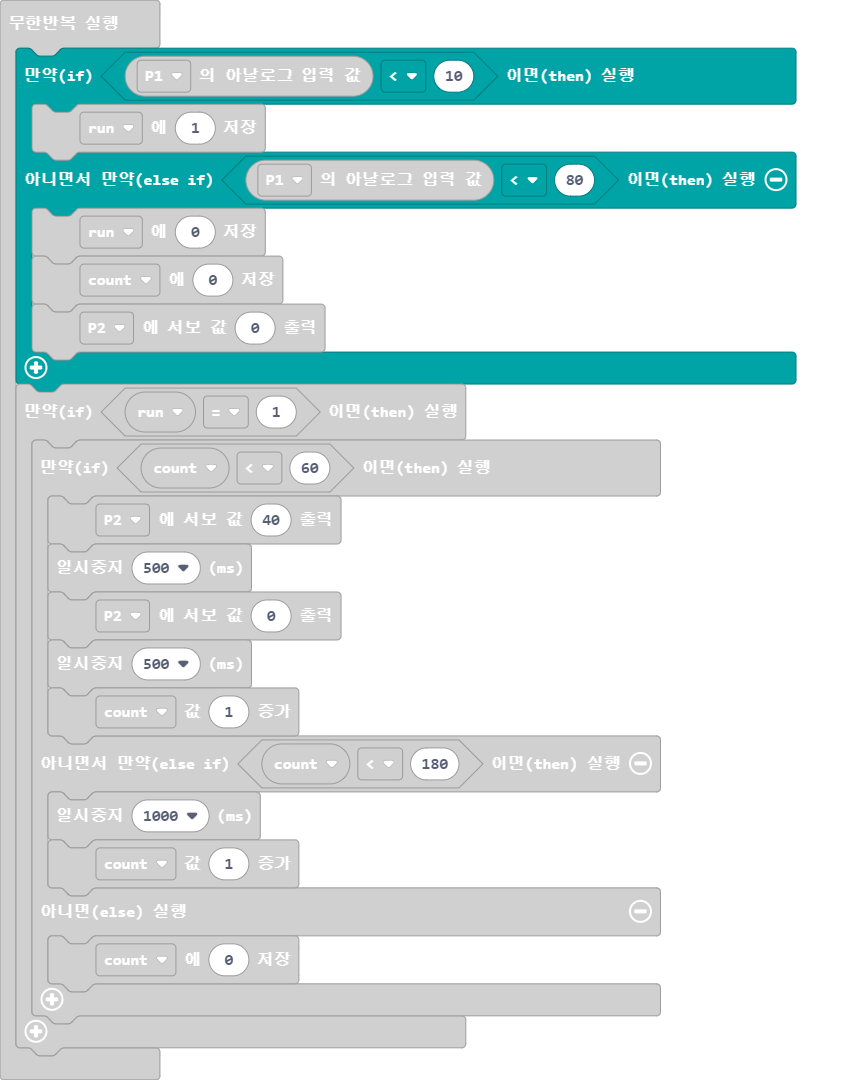 무한반복 실행
만약(if) P1 의 아날로그 입력 값 < 10 이면(then) 실행
run 에 1 저장
아니면서 만약(else if) P1 의 아날로그 입력 값 < 80 이면(then) 실행
run 에 0 저장
count 에 0 저장
P2 에 서보 값 0 출력
만약(if) run = 1 이면(then) 실행
만약(if) count < 60 이면(then) 실행
P2 에 서보 값 40 출력
일시중지 500 (ms)
P2 에 서보 값 0 출력
일시중지 500 (ms)
count 값 1 증가
아니면서 만약(else if) count < 180 이면(then) 실행
일시중지 1000 (ms)
count 값 1 증가
아니면(else) 실행
count 에 0 저장